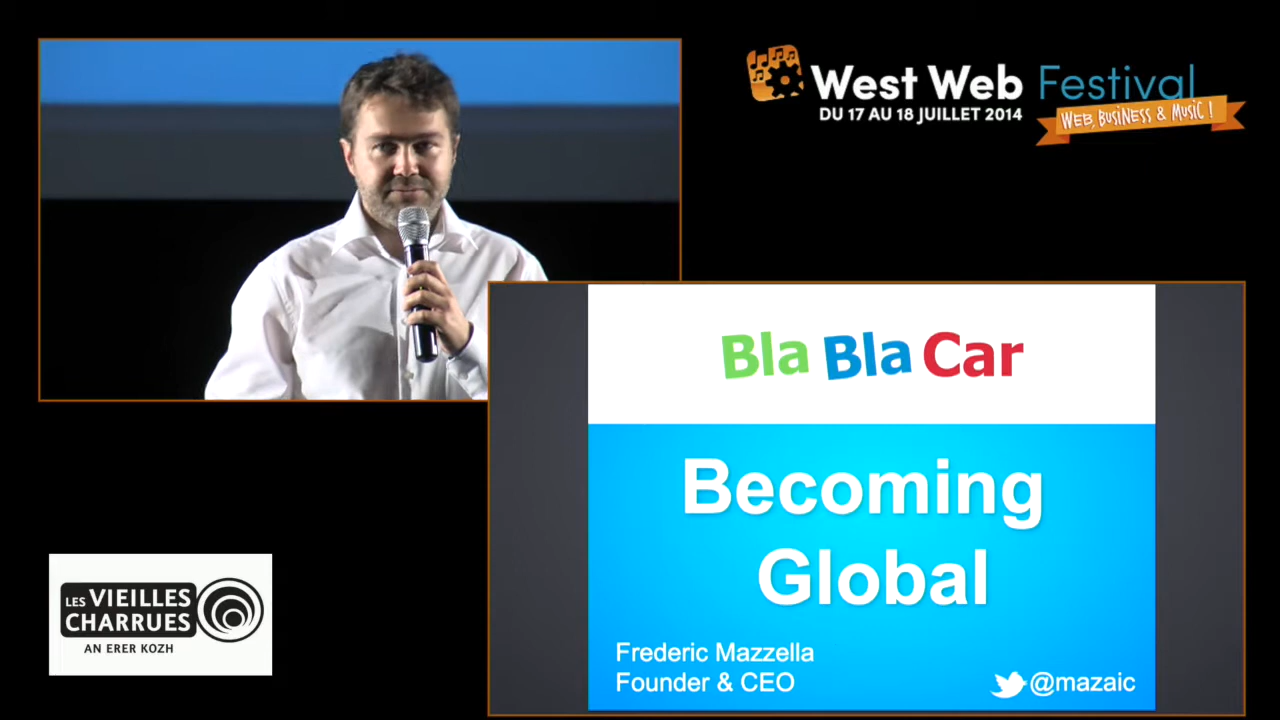 West Web Festival
DU 17 AU 18 JUILLET 2014
WEB, BUSINESS & MUSIC !
Bla Bla Car
Becoming
Global
Frederic Mazzella
Founder & CEO
@mazaic
LES VIEILLES
CHARRUES
AN ERER KOZH